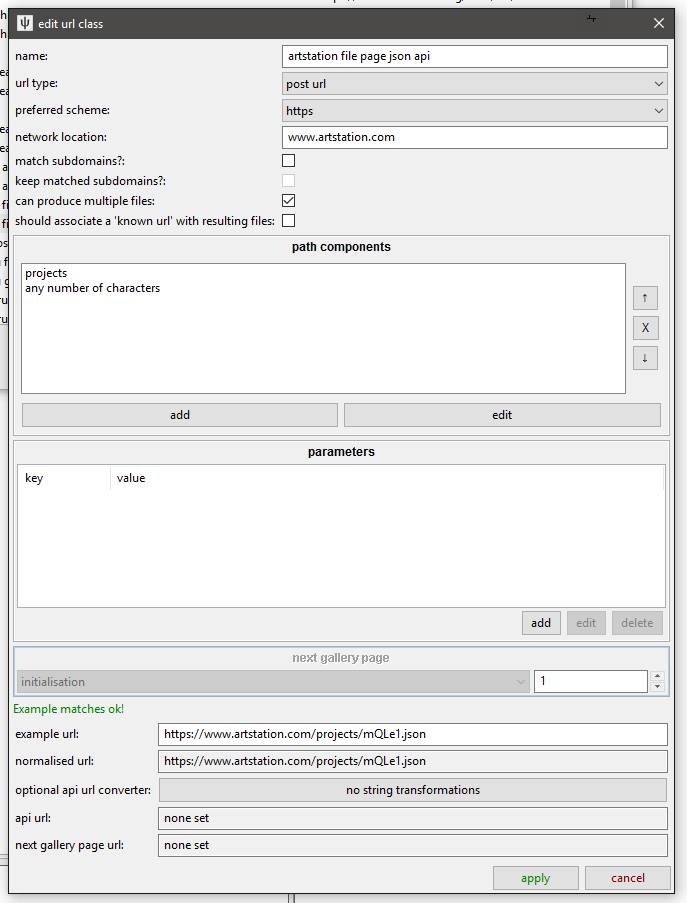 edit url class
name: artstation file page json api
url type: post url
preferred scheme: https
network location: www.artstation.com
match subdomains?:
keep matched subdomains?:
can produce multiple files:
should associate a 'known url' with resulting files:
path components
projects
any number of characters
↑
X
↓
add edit
parameters
key value
add edit delete
next gallery page
initialisation 1
Example matches ok!
example url: https://www.artstation.com/projects/mQLe1.json
normalised url: https://www.artstation.com/projects/mQLe1.json
optional api url converter: no string transformations
api url: none set
next gallery page url: none set
apply cancel